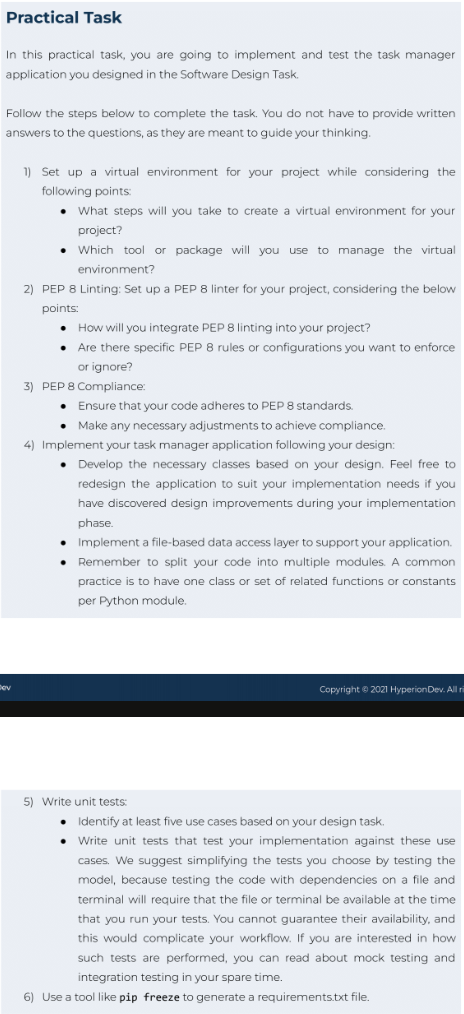 Practical Task
In this practical task, you are going to implement and test the task manager
application you designed in the Software Design Task.
Follow the steps below to complete the task. You do not have to provide written
answers to the questions, as they are meant to guide your thinking.
1) Set up a virtual environment for your project while considering the
following points:
● What steps will you take to create a virtual environment for your
project?
● Which tool or package will you use to manage the virtual
environment?
2) PEP 8 Linting: Set up a PEP 8 linter for your project, considering the below
points:
● How will you integrate PEP 8 linting into your project?
● Are there specific PEP 8 rules or configurations you want to enforce
or ignore?
3) PEP 8 Compliance:
● Ensure that your code adheres to PEP 8 standards.
● Make any necessary adjustments to achieve compliance.
4) Implement your task manager application following your design:
● Develop the necessary classes based on your design. Feel free to
redesign the application to suit your implementation needs if you
have discovered design improvements during your implementation
phase.
● Implement a file-based data access layer to support your application.
● Remember to split your code into multiple modules. A common
practice is to have one class or set of related functions or constants
per Python module.
Copyright © 2021 HyperionDev. All ri
5) Write unit tests:
● Identify at least five use cases based on your design task.
● Write unit tests that test your implementation against these use
cases. We suggest simplifying the tests you choose by testing the
model, because testing the code with dependencies on a file and
terminal will require that the file or terminal be available at the time
that you run your tests. You cannot guarantee their availability, and
this would complicate your workflow. If you are interested in how
such tests are performed, you can read about mock testing and
integration testing in your spare time.
6) Use a tool like pip freeze to generate a requirements.txt file.